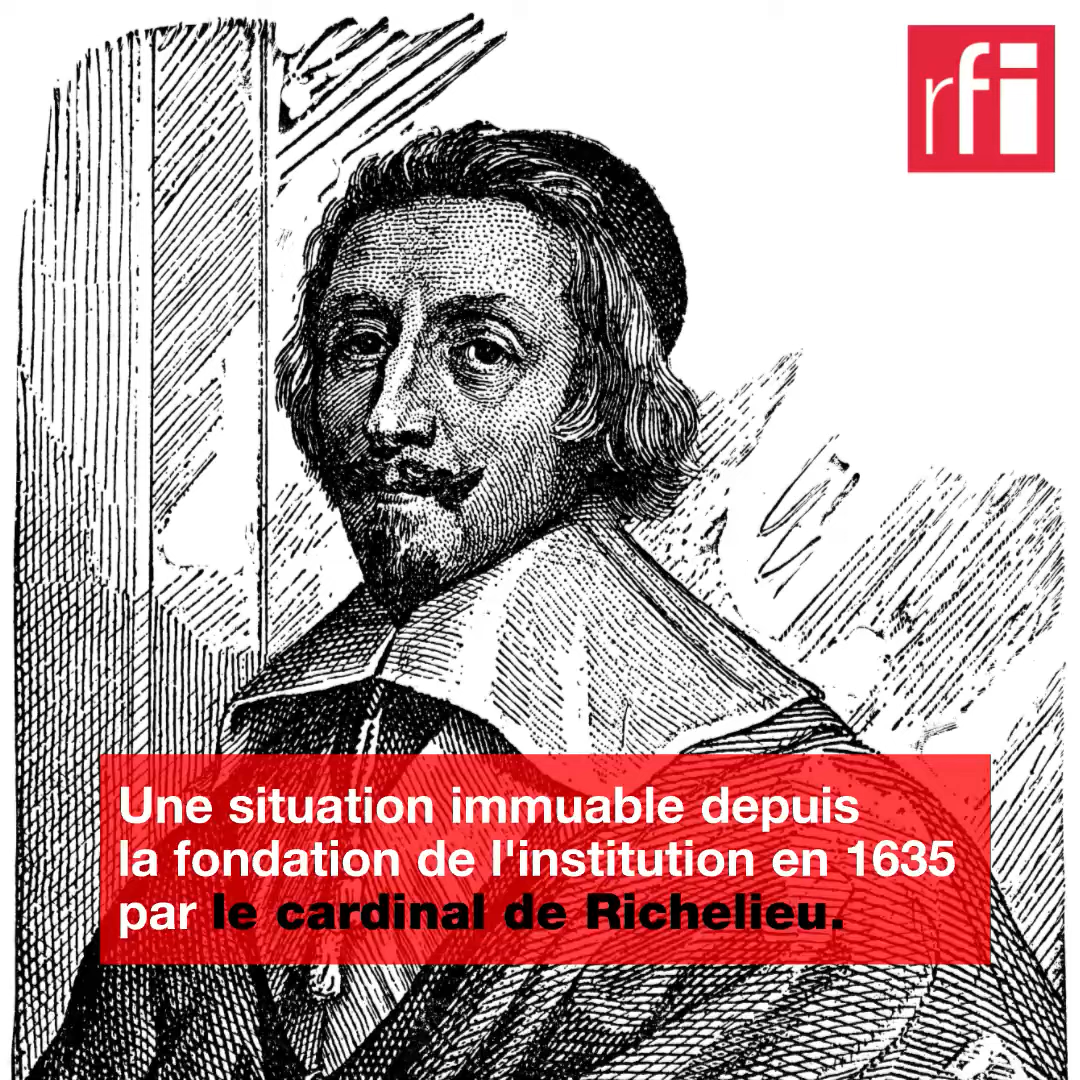 rfi
Une situation immuable depuis
la fondation de l'institution en 1635
par le cardinal de Richelieu.